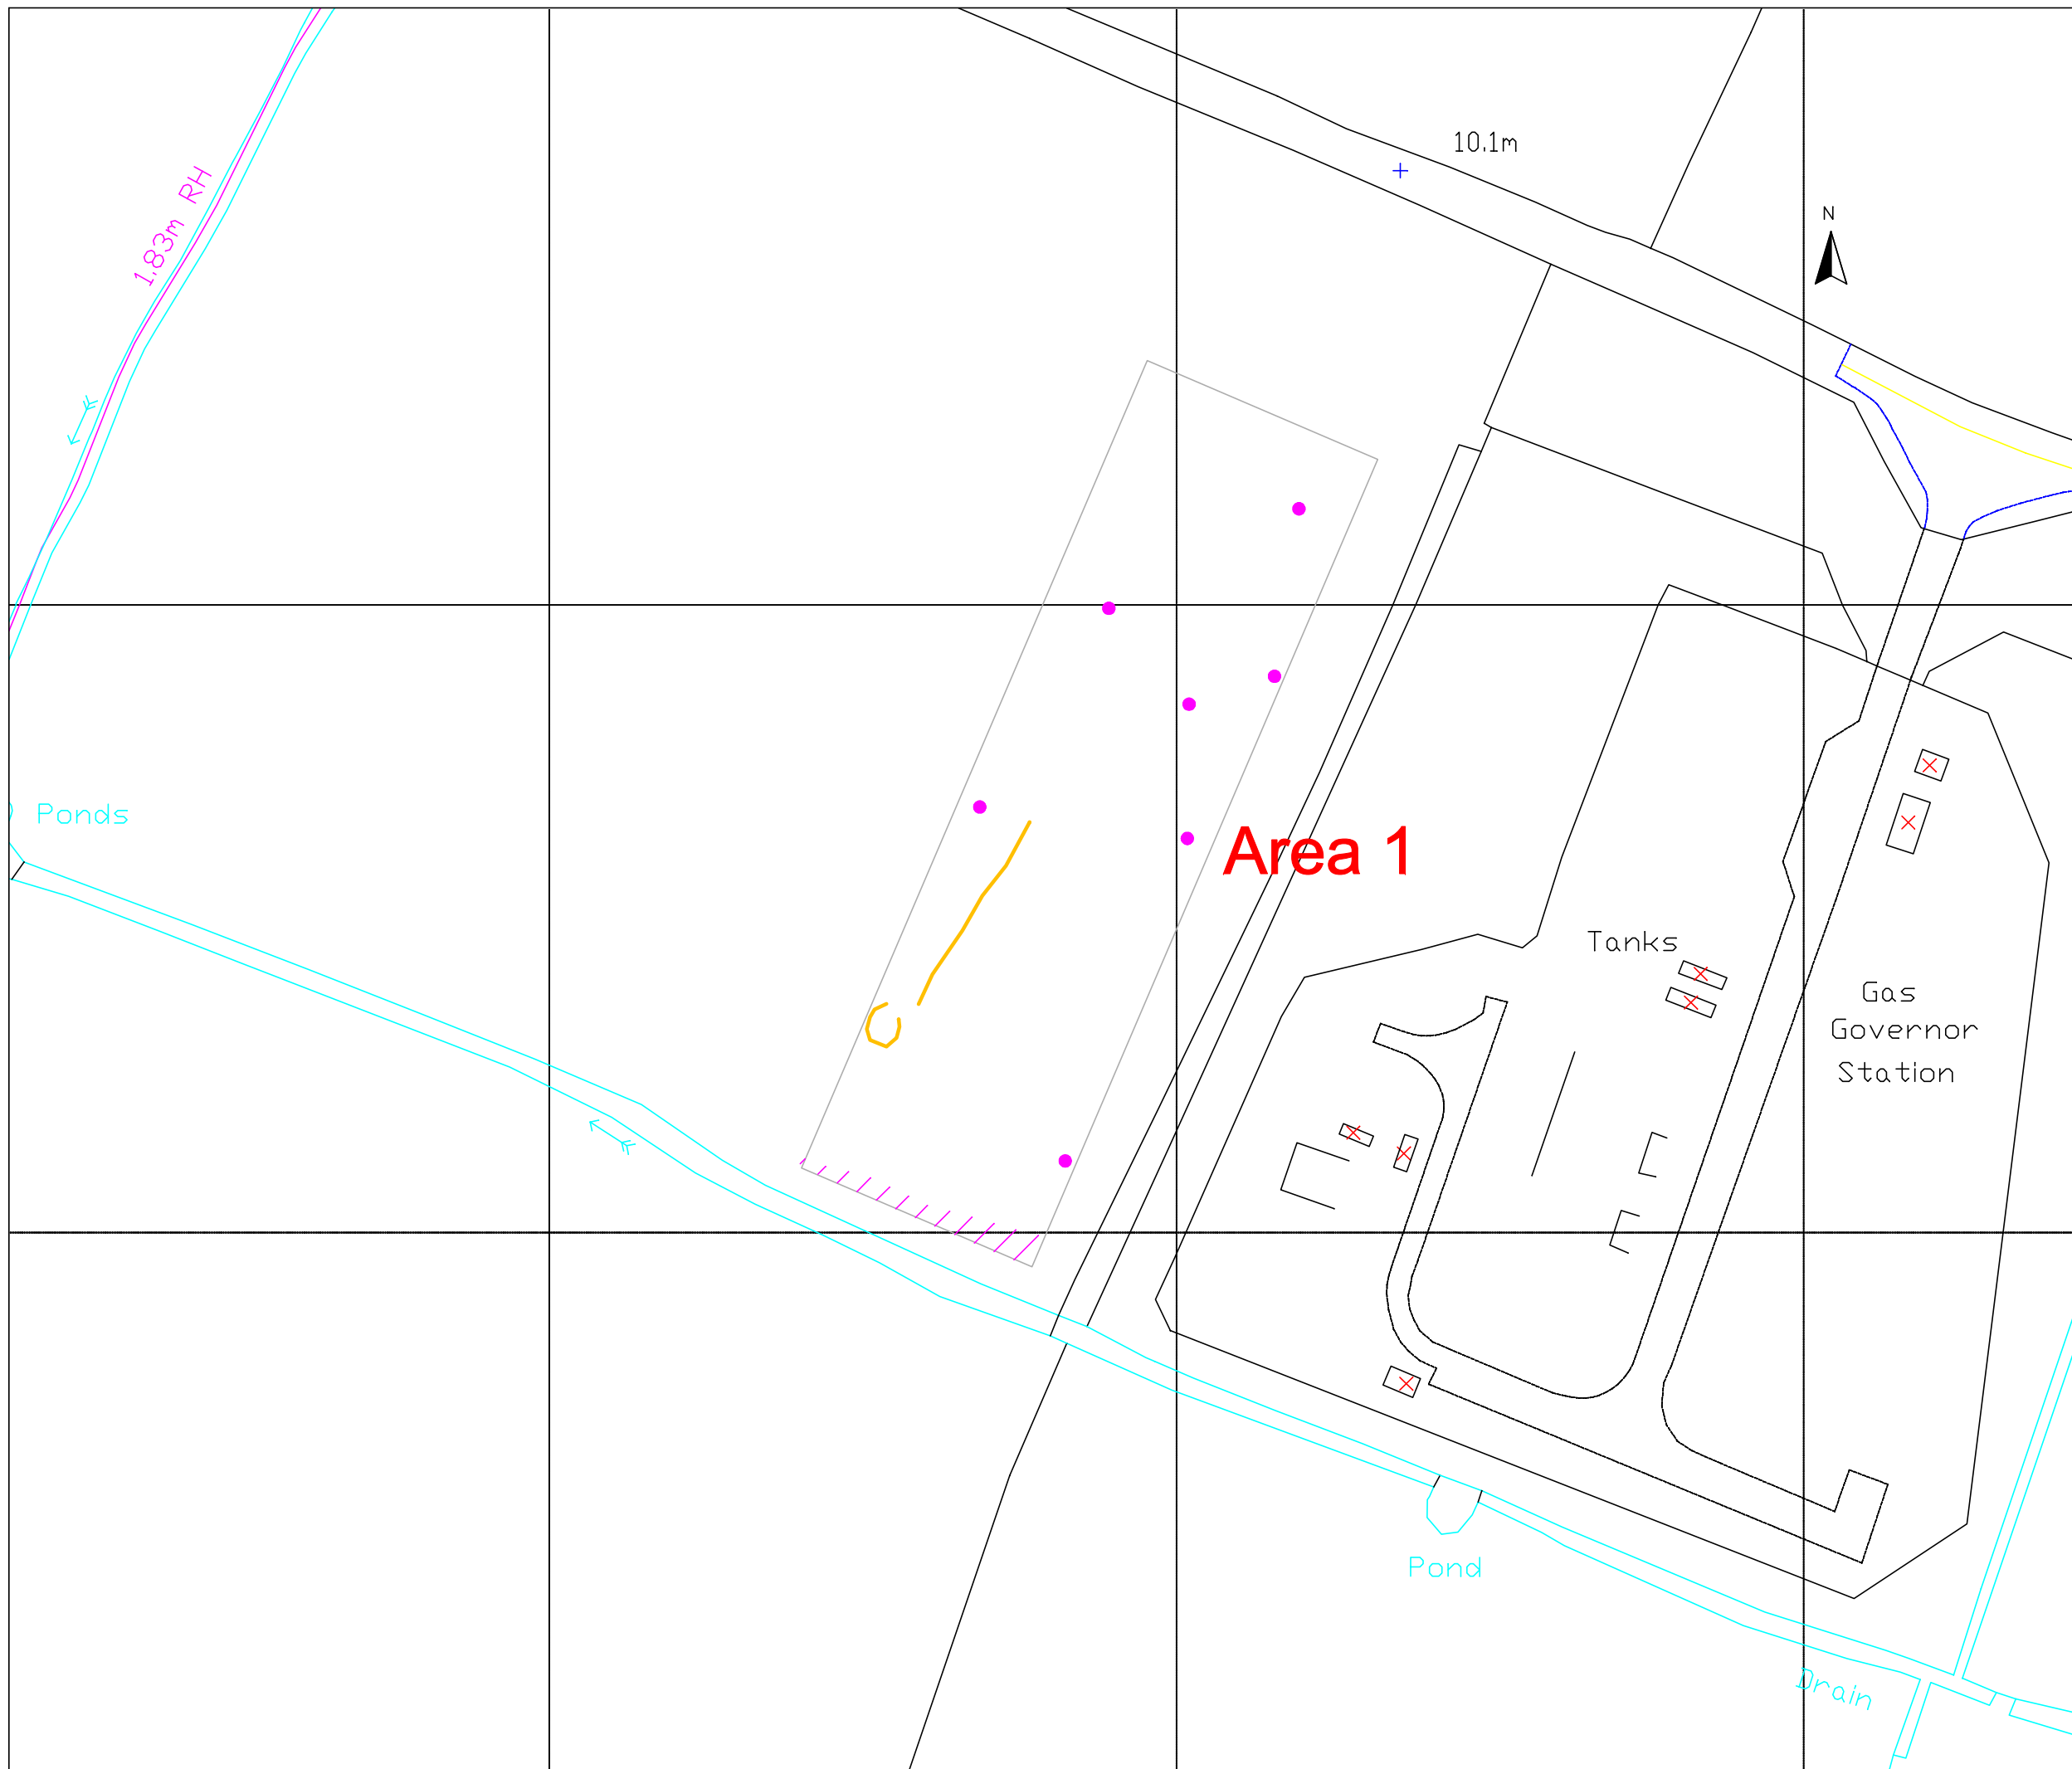 10.1m
1.83m RH
N
Ponds
Area 1
Tanks
Gas
Governor
Station
Pond
Drain